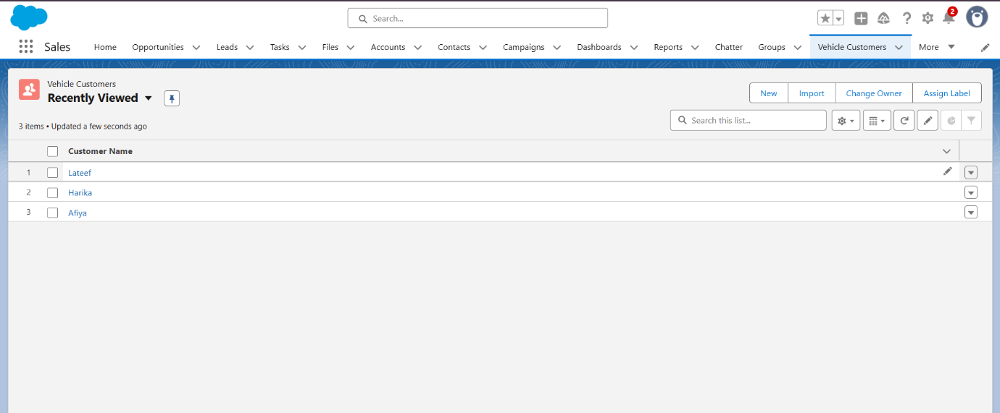 Search...
2
Sales Home Opportunities Leads Tasks Files Accounts Contacts Campaigns Dashboards Reports Chatter Groups Vehicle Customers More
Vehicle Customers
Recently Viewed
New Import Change Owner Assign Label
3 items • Updated a few seconds ago
Search this list...
Customer Name
1 Lateef
2 Harika
3 Afiya